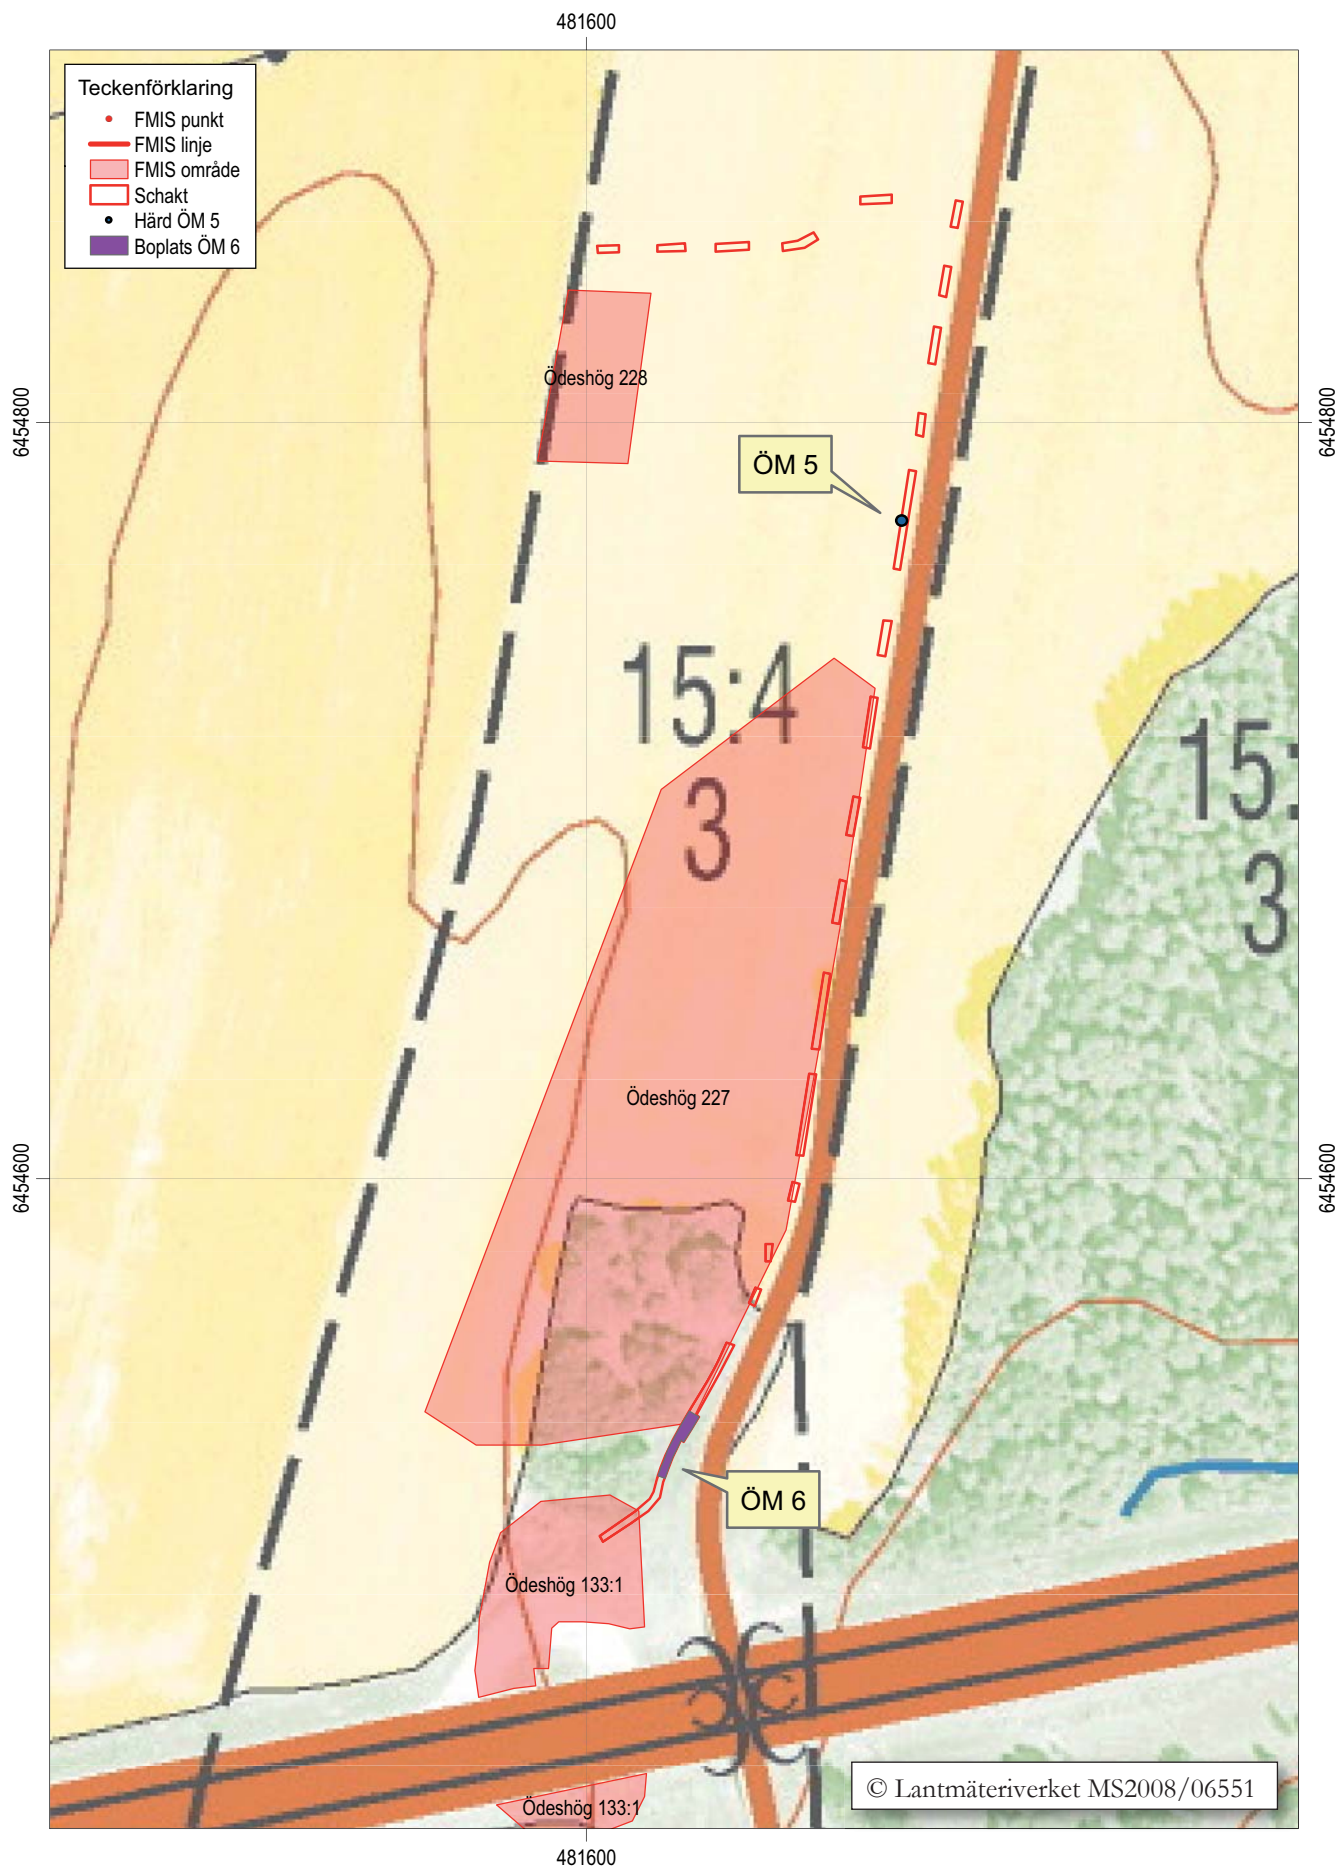 481600
Teckenförklaring
FMIS punkt
FMIS linje
FMIS område
Schakt
Härd ÖM 5
Boplats ÖM 6
Ödeshög 228
6454800
6454800
ÖM 5
15:4
3
15:
3
Ödeshög 227
6454600
6454600
ÖM 6
Ödeshög 133:1
© Lantmäteriverket MS2008/06551
Ödeshög 133:1
481600